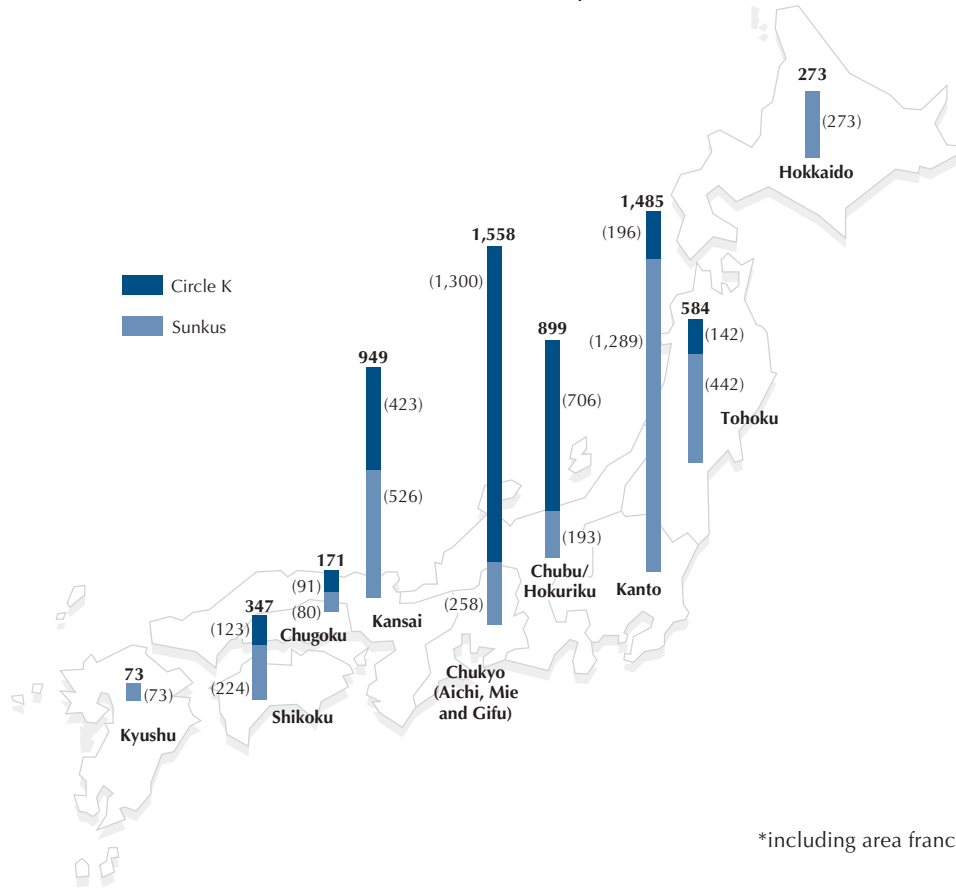 273
(273)
Hokkaido
1,485
(196)
(1,289)
Kanto
584
(142)
(442)
Tohoku
1,558
(1,300)
(258)
Chukyo
(Aichi, Mie
and Gifu)
899
(706)
(193)
Chubu/
Hokuriku
Circle K
Sunkus
949
(423)
(526)
Kansai
171
(91)
(80)
Chugoku
347
(123)
(224)
Shikoku
73
(73)
Kyushu
*including area franc